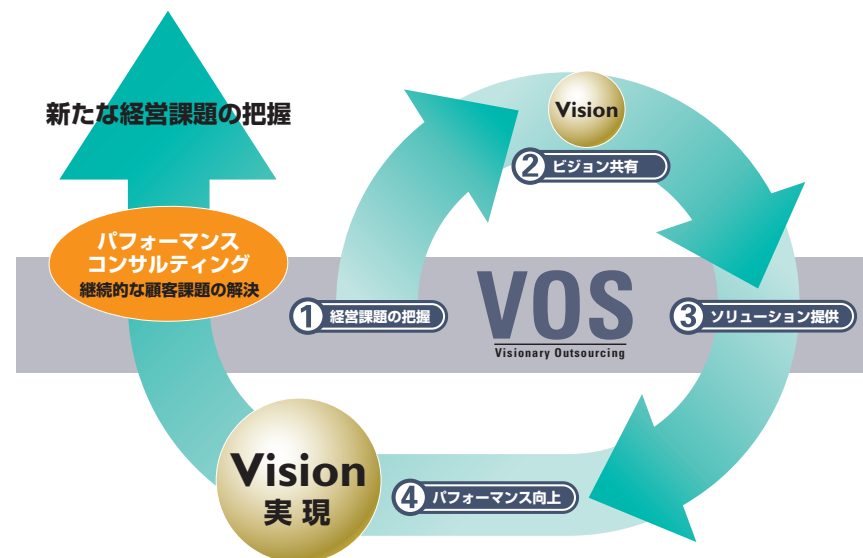 新たな経営課題の把握
パフォーマンス
コンサルティング
継続的な顧客課題の解決
1 経営課題の把握
Vision
2 ビジョン共有
VOS
Visionary Outsourcing
3 ソリューション提供
4 パフォーマンス向上
Vision
実 現